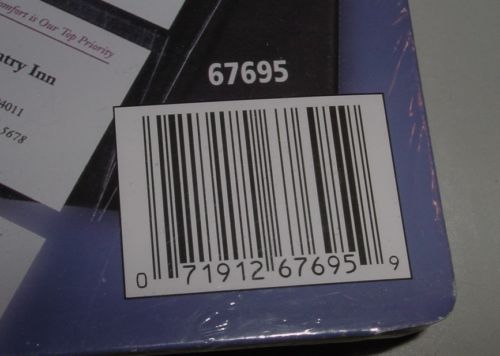 Comfort is Our Top Priority
ntry Inn
4011
5678
67695
0 71912 67695 9